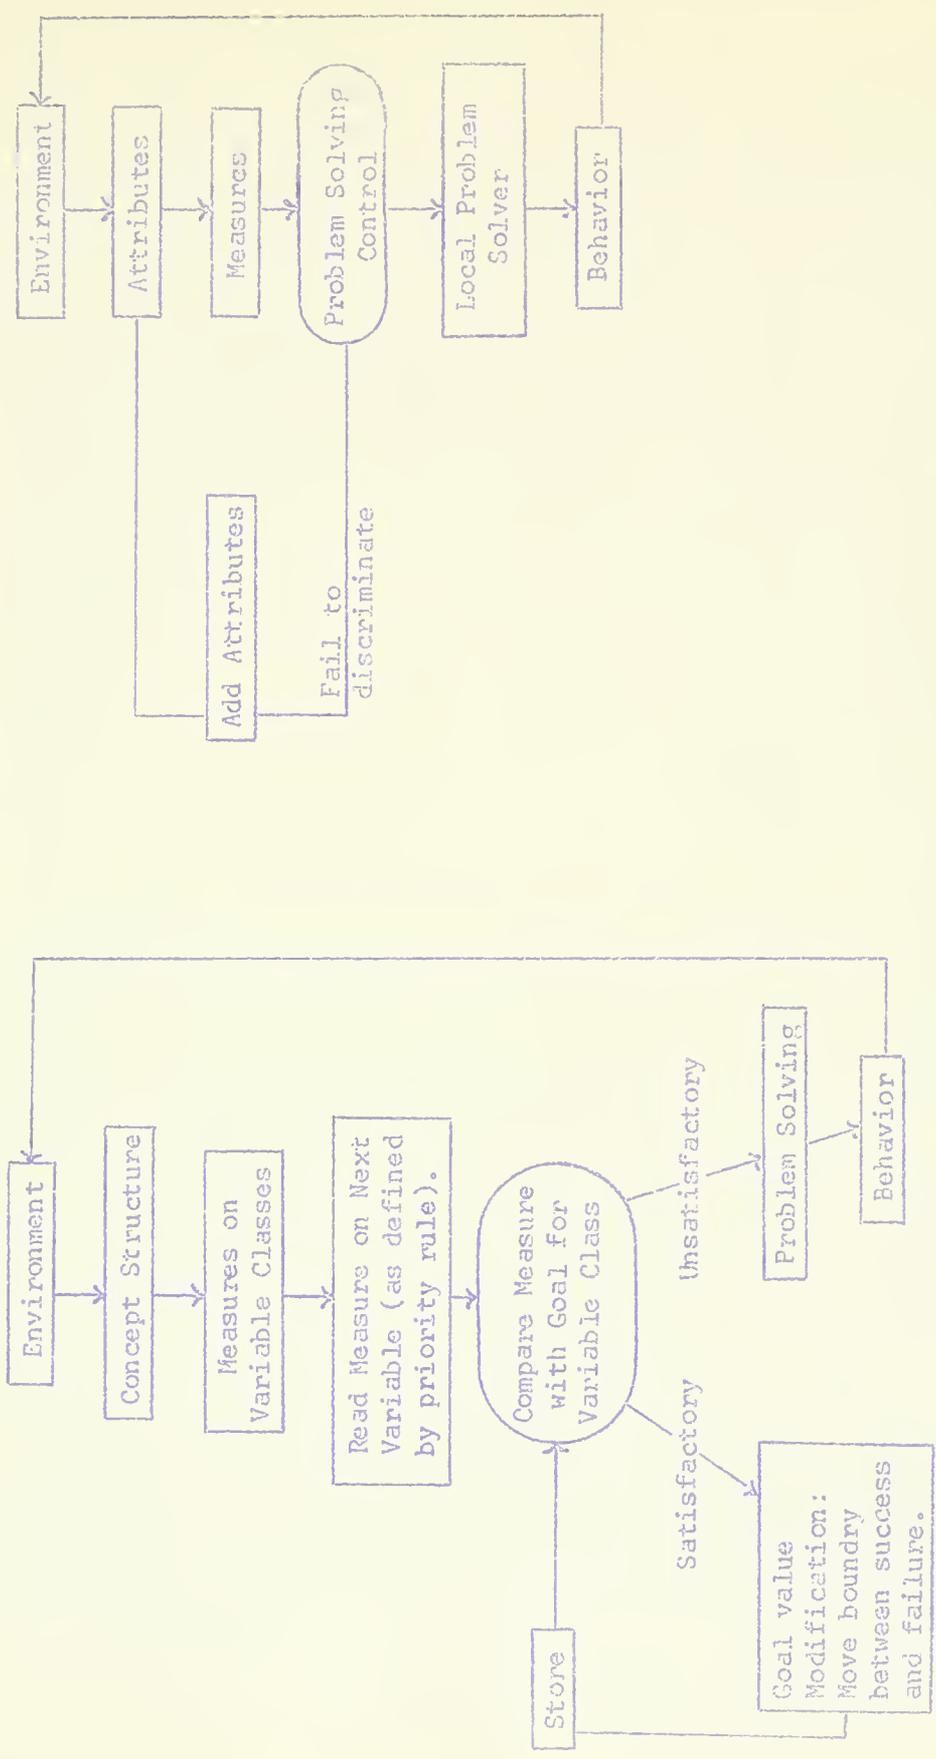 Environment
Concept Structure
Measures on
Variable Classes
Read Measure on Next
Variable (as defined
by priority rule).
Store
Compare Measure
with Goal for
Variable Class
Satisfactory
Unsatisfactory
Goal value
Modification:
Move boundry
between success
and failure.
Problem Solving
Behavior
Environment
Attributes
Measures
Add Attributes
Problem Solving
Control
Fail to
discriminate
Local Problem
Solver
Behavior